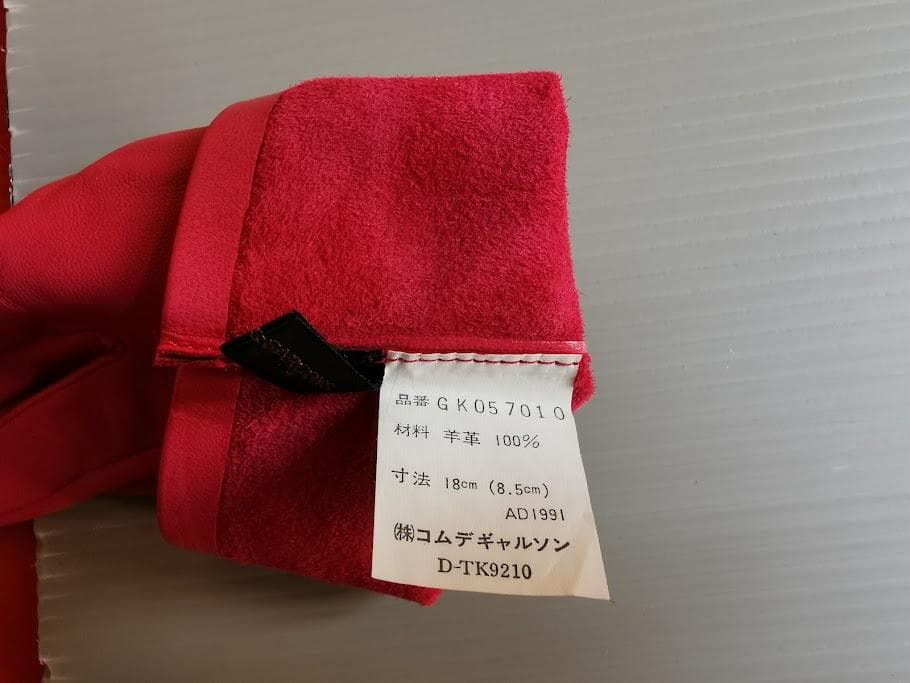 品番 GK057010
材料 羊革 100%
寸法 18cm (8.5cm)
AD1991
㈱コムデギャルソン
D-TK9210